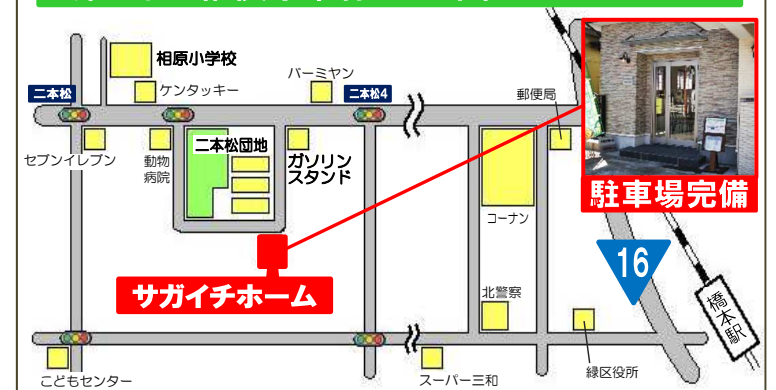 相原小学校
バーミヤン
ケンタッキー
二本松
二本松4
郵便局
二本松団地
セブンイレブン
動物
病院
ガソリン
スタンド
駐車場完備
コーナン
16
サガイチホーム
北警察
橋本駅
こどもセンター
スーパー三和
緑区役所